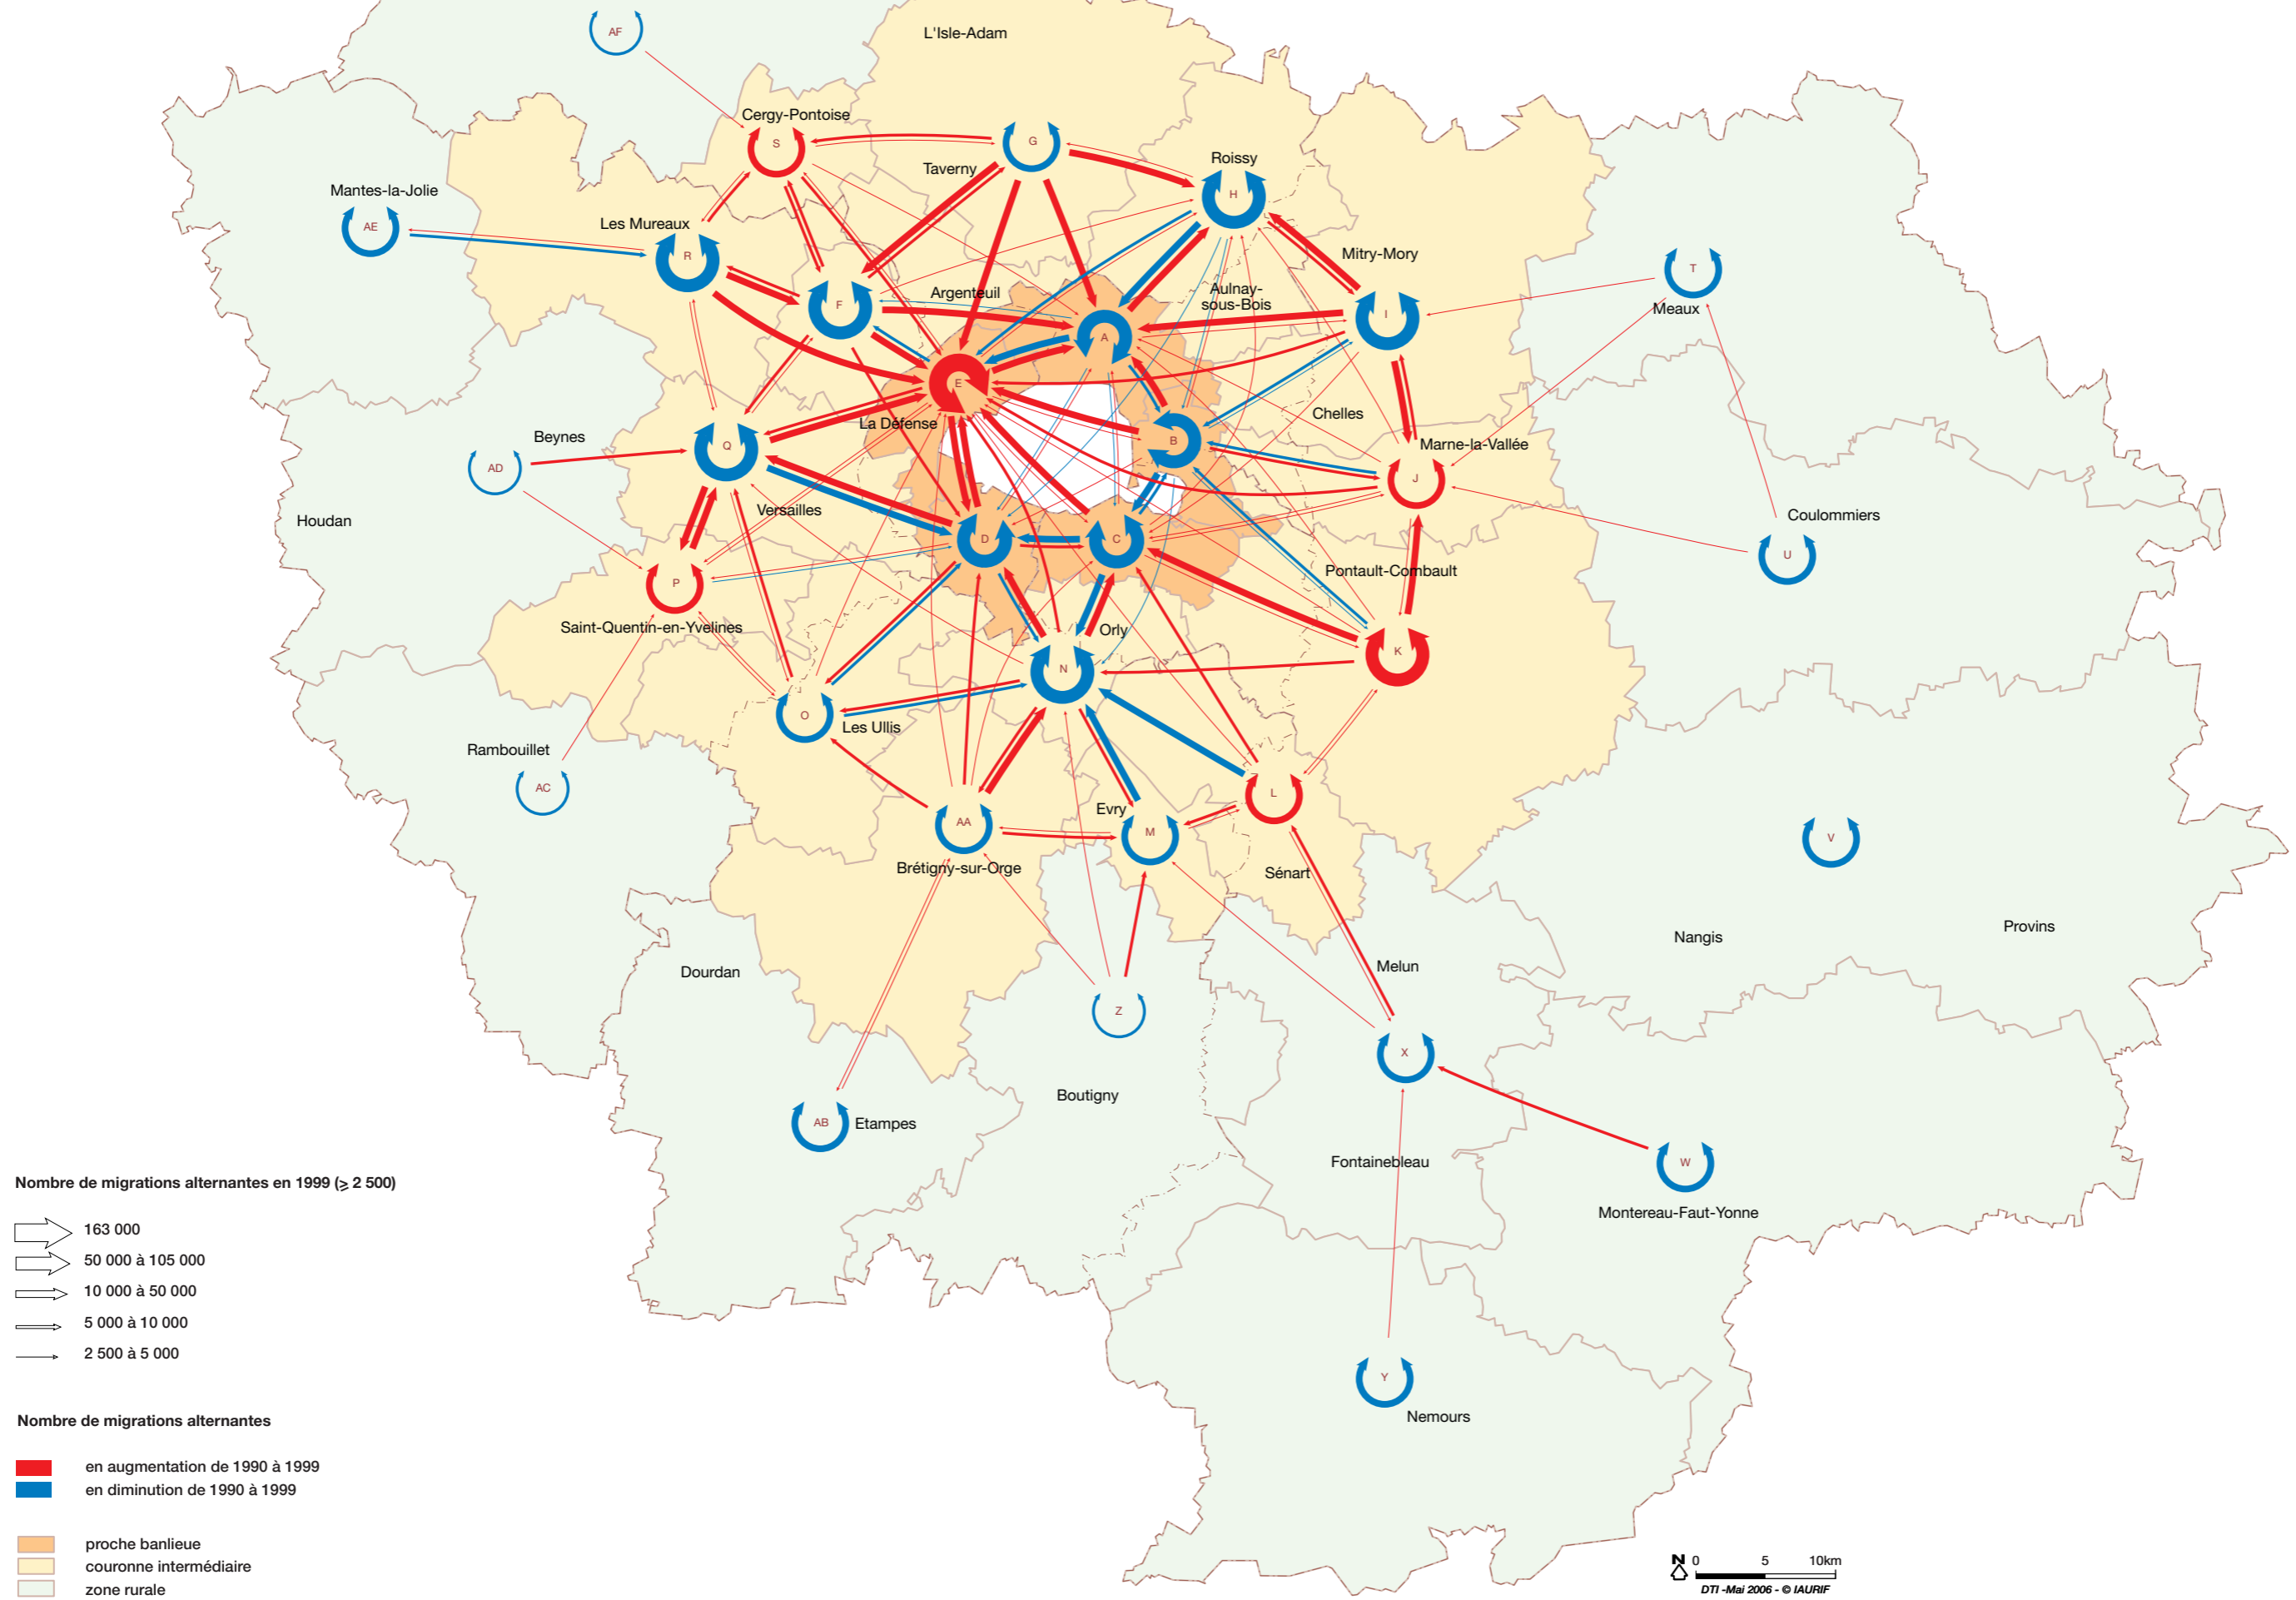 AF
L'Isle-Adam
Cergy-Pontoise
S
G
Taverny
Roissy
H
Mantes-la-Jolie
AE
Les Mureaux
R
Mitry-Mory
T
Meaux
F
Argenteuil
Aulnay-
sous-Bois
I
A
E
La Défense
Chelles
Beynes
AD
Q
B
Marne-la-Vallée
J
Houdan
Versailles
Coulommiers
U
D
C
P
Pontault-Combault
Saint-Quentin-en-Yvelines
Orly
N
K
O
Les Ullis
Rambouillet
AC
L
Evry
AA
M
V
Brétigny-sur-Orge
Sénart
Provins
Nangis
Dourdan
Melun
Z
X
Boutigny
AB
Etampes
Fontainebleau
W
Montereau-Faut-Yonne
Y
Nemours
Nombre de migrations alternantes en 1999 (≥ 2 500)
163 000
50 000 à 105 000
10 000 à 50 000
5 000 à 10 000
2 500 à 5 000
Nombre de migrations alternantes
en augmentation de 1990 à 1999
en diminution de 1990 à 1999
proche banlieue
couronne intermédiaire
zone rurale
N 0 5 10km
DTI -Mai 2006 - © IAURIF